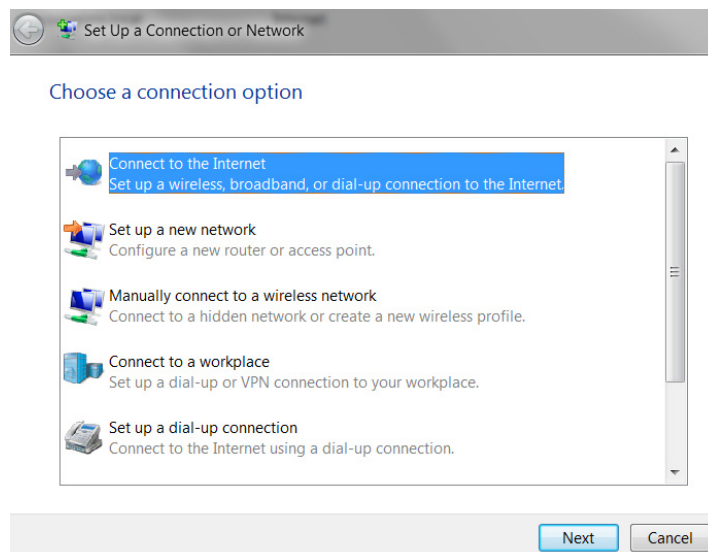 Set Up a Connection or Network
Choose a connection option
Connect to the Internet
Set up a wireless, broadband, or dial-up connection to the Internet.
Set up a new network
Configure a new router or access point.
Manually connect to a wireless network
Connect to a hidden network or create a new wireless profile.
Connect to a workplace
Set up a dial-up or VPN connection to your workplace.
Set up a dial-up connection
Connect to the Internet using a dial-up connection.
Next
Cancel